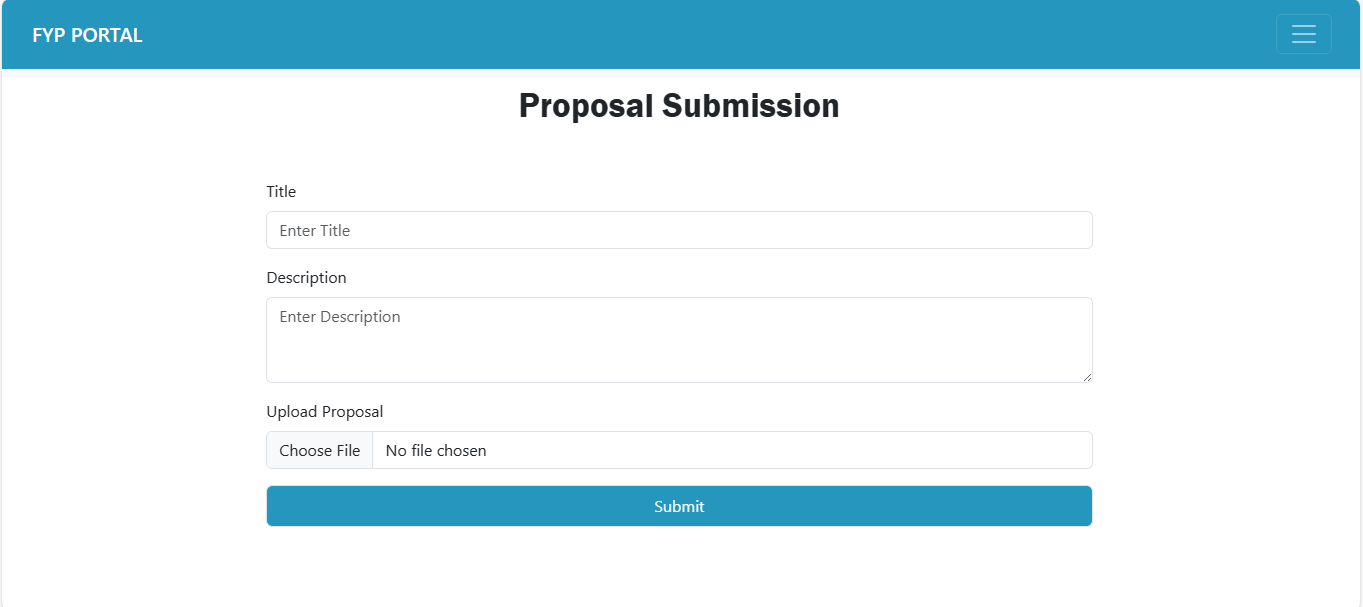 FYP PORTAL
Proposal Submission
Title
Enter Title
Description
Enter Description
Upload Proposal
Choose File No file chosen
Submit